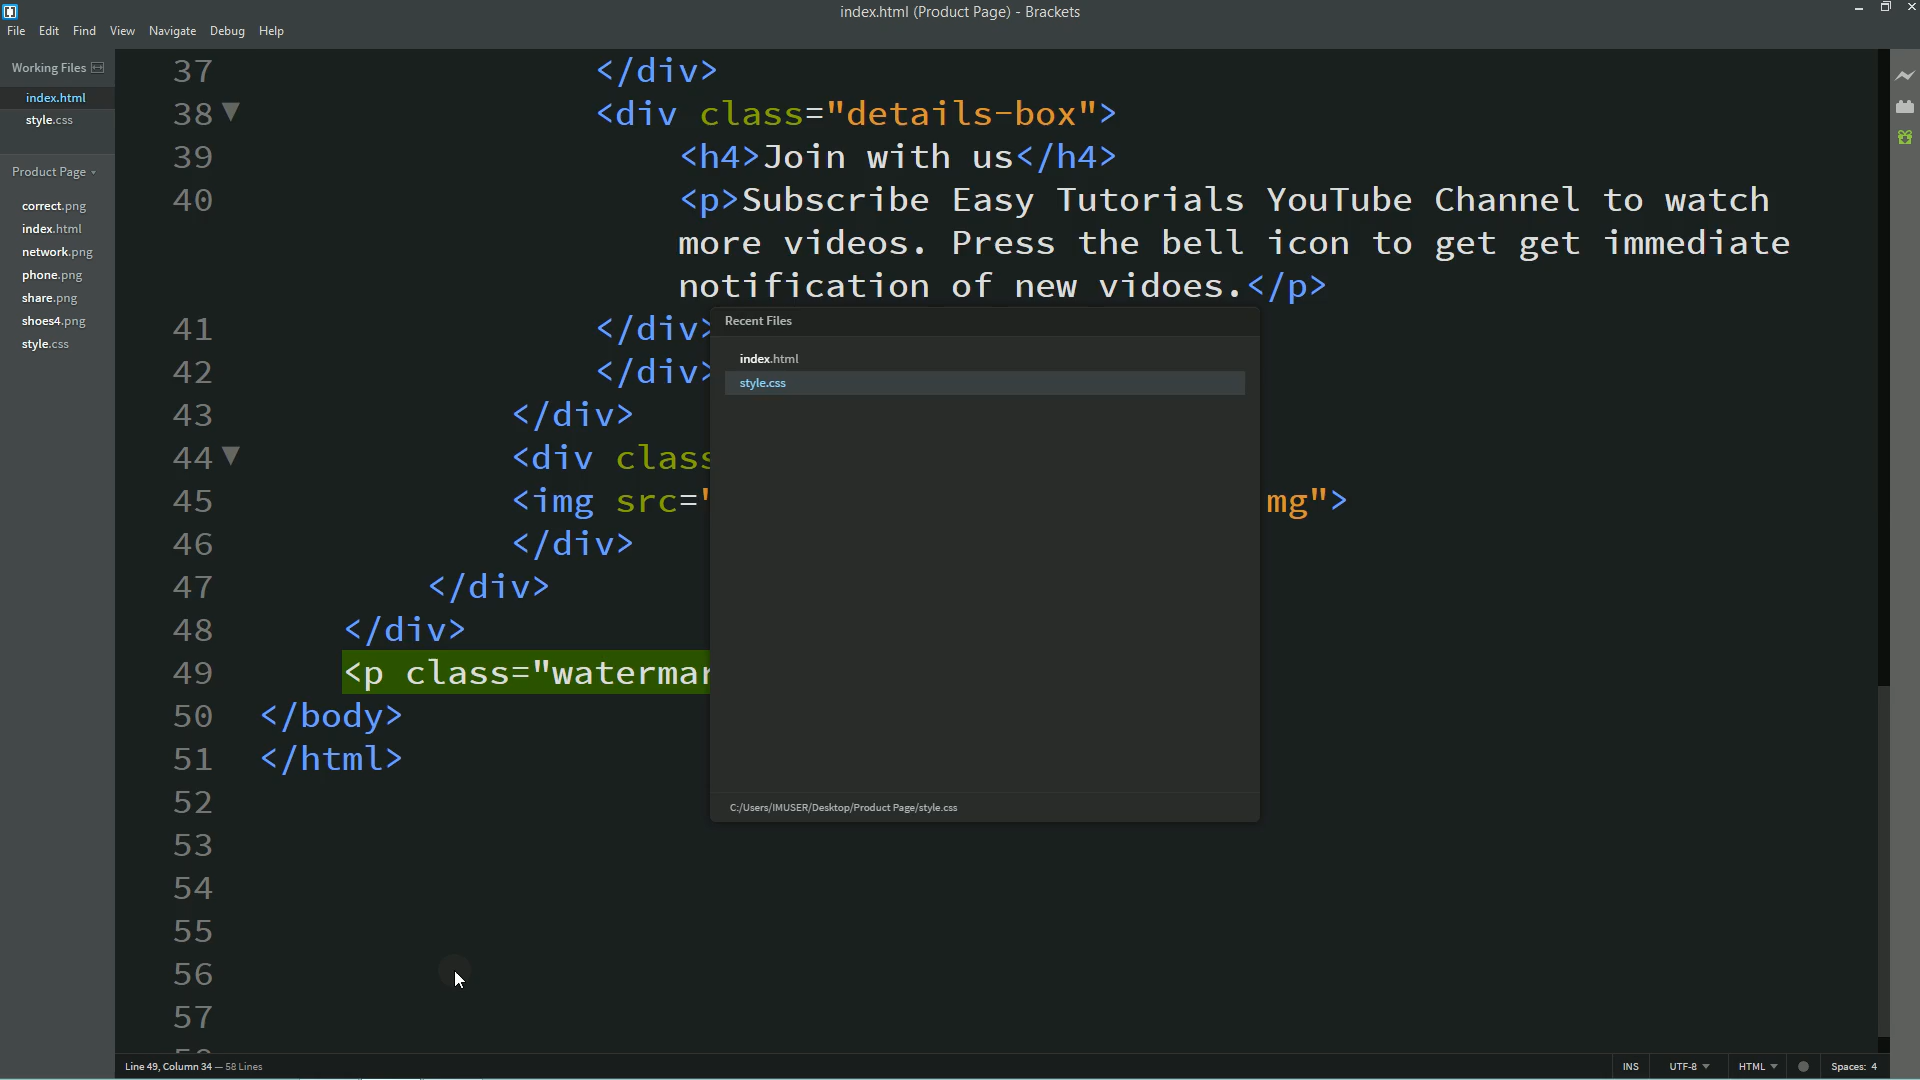 index.html (Product Page) - Brackets
File Edit Find View Navigate Debug Help
Working Files
index.html
style.css
Product Page
correct.png
index.html
network.png
phone.png
share.png
shoes4.png
style.css
37 </div>
38 <div class="details-box">
39 <h4>Join with us</h4>
40 <p>Subscribe Easy Tutorials YouTube Channel to watch
more videos. Press the bell icon to get get immediate
notification of new vidoes.</p>
41 </div>
42 </div>
43 </div>
44 <div class
45 <img src=" mg">
46 </div>
47 </div>
48 </div>
49 <p class="watermar
50 </body>
51 </html>
52
53
54
55
56
57
Recent Files
index.html
style.css
C:/Users/IMUSER/Desktop/Product Page/style.css
Line 49, Column 34 — 58 Lines
INS UTF-8 HTML Spaces: 4